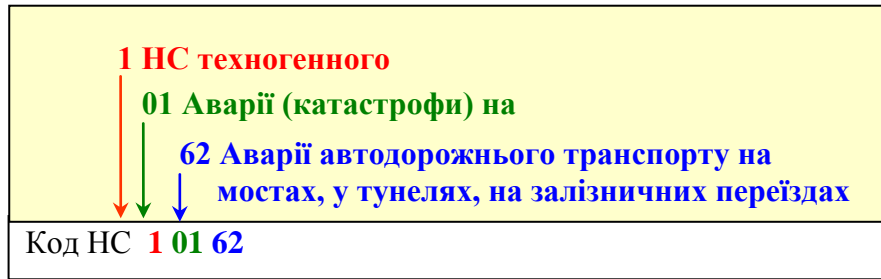 1 НС техногенного
01 Аварії (катастрофи) на
62 Аварії автодорожнього транспорту на
мостах, у тунелях, на залізничних переїздах
Код НС 1 01 62